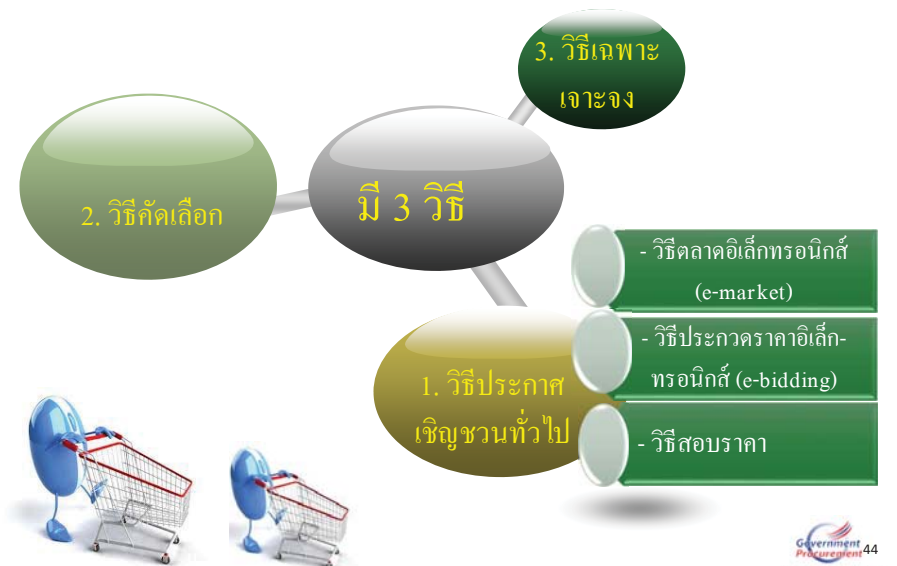 3. วิธีเฉพาะ
เจาะจง
2. วิธีคัดเลือก
มี 3 วิธี
1. วิธีประกาศ
เชิญชวนทั่วไป
- วิธีตลาดอิเล็กทรอนิกส์
(e-market)
- วิธีประกวดราคาอิเล็ก-
ทรอนิกส์ (e-bidding)
- วิธีสอบราคา
Government
Procurement
44